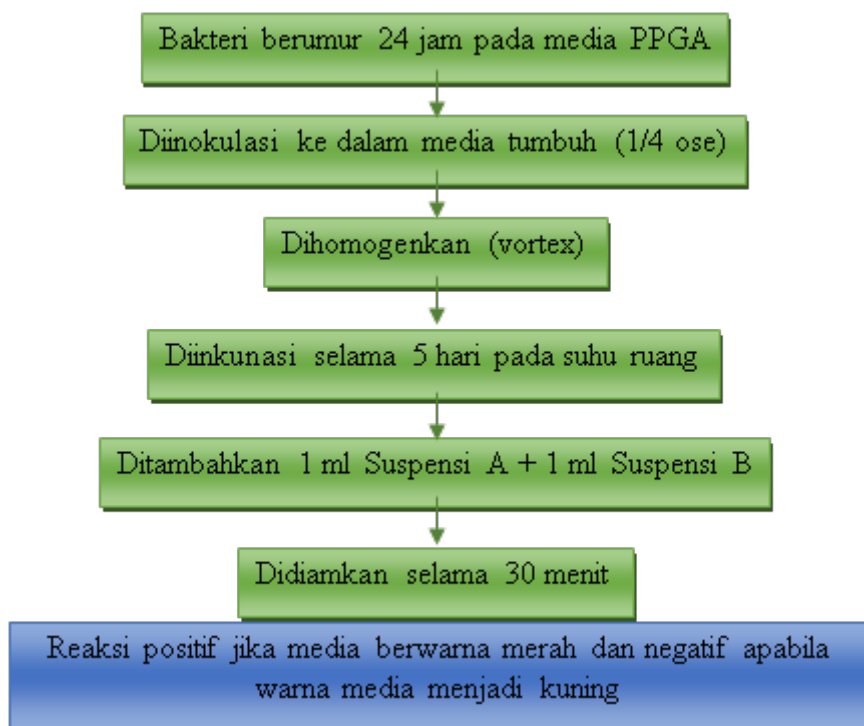 Bakteri berumur 24 jam pada media PPGA
Diinokulasi ke dalam media tumbuh (1/4 ose)
Dihomogenkan (vortex)
Diinkunasi selama 5 hari pada suhu ruang
Ditambahkan 1 ml Suspensi A + 1 ml Suspensi B
Didiamkan selama 30 menit
Reaksi positif jika media berwarna merah dan negatif apabila
warna media menjadi kuning